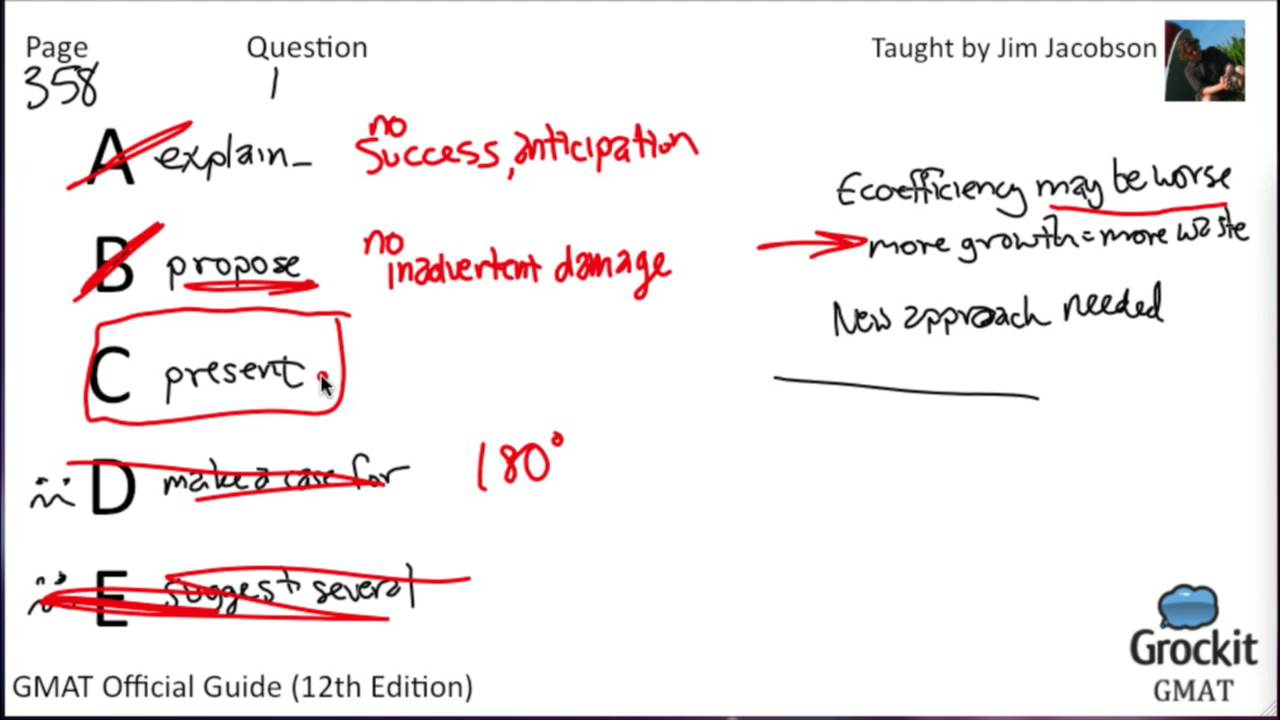 Page Question Taught by Jim Jacobson
358 1
A explain no success, anticipation
B propose no inadvertent damage
C present
D make a case for 180°
E suggest several
Ecoefficiency may be worse
more growth = more waste
New approach needed
GMAT Official Guide (12th Edition)
Grockit
GMAT